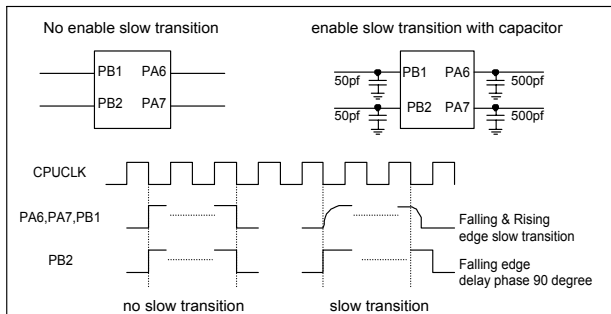 No enable slow transition
enable slow transition with capacitor
PB1 PA6
PB2 PA7
PB1 PA6
50pf 500pf
PB2 PA7
50pf 500pf
CPUCLK
PA6,PA7,PB1
Falling & Rising
edge slow transition
PB2
Falling edge
delay phase 90 degree
no slow transition
slow transition